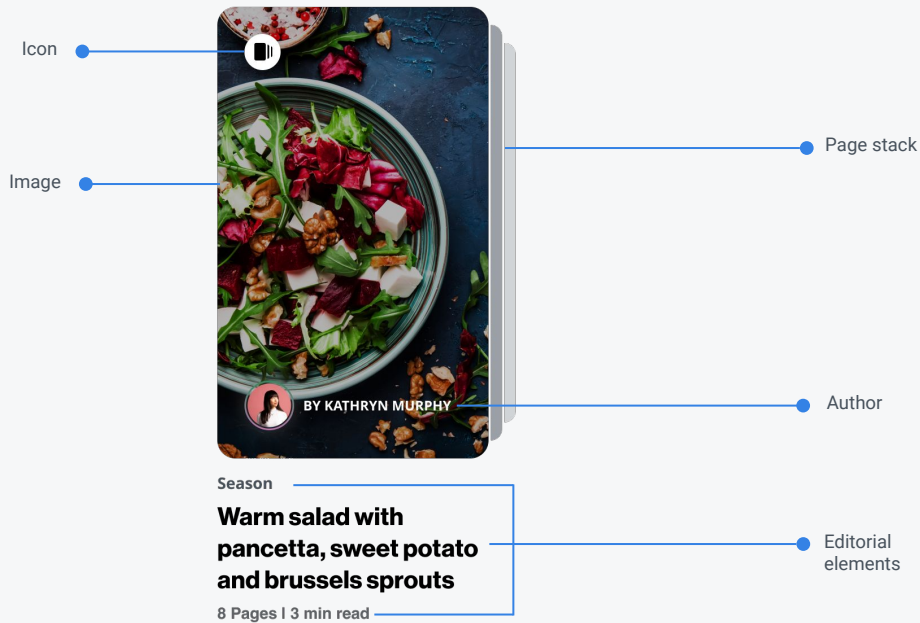 Icon
Image
Page stack
BY KATHRYN MURPHY
Author
Season
Warm salad with
pancetta, sweet potato
and brussels sprouts
8 Pages | 3 min read
Editorial
elements